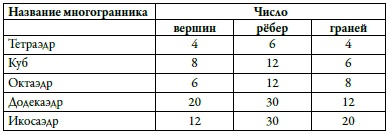 Название многогранника Число
вершин рёбер граней
Тетраэдр 4 6 4
Куб 8 12 6
Октаэдр 6 12 8
Додекаэдр 20 30 12
Икосаэдр 12 30 20